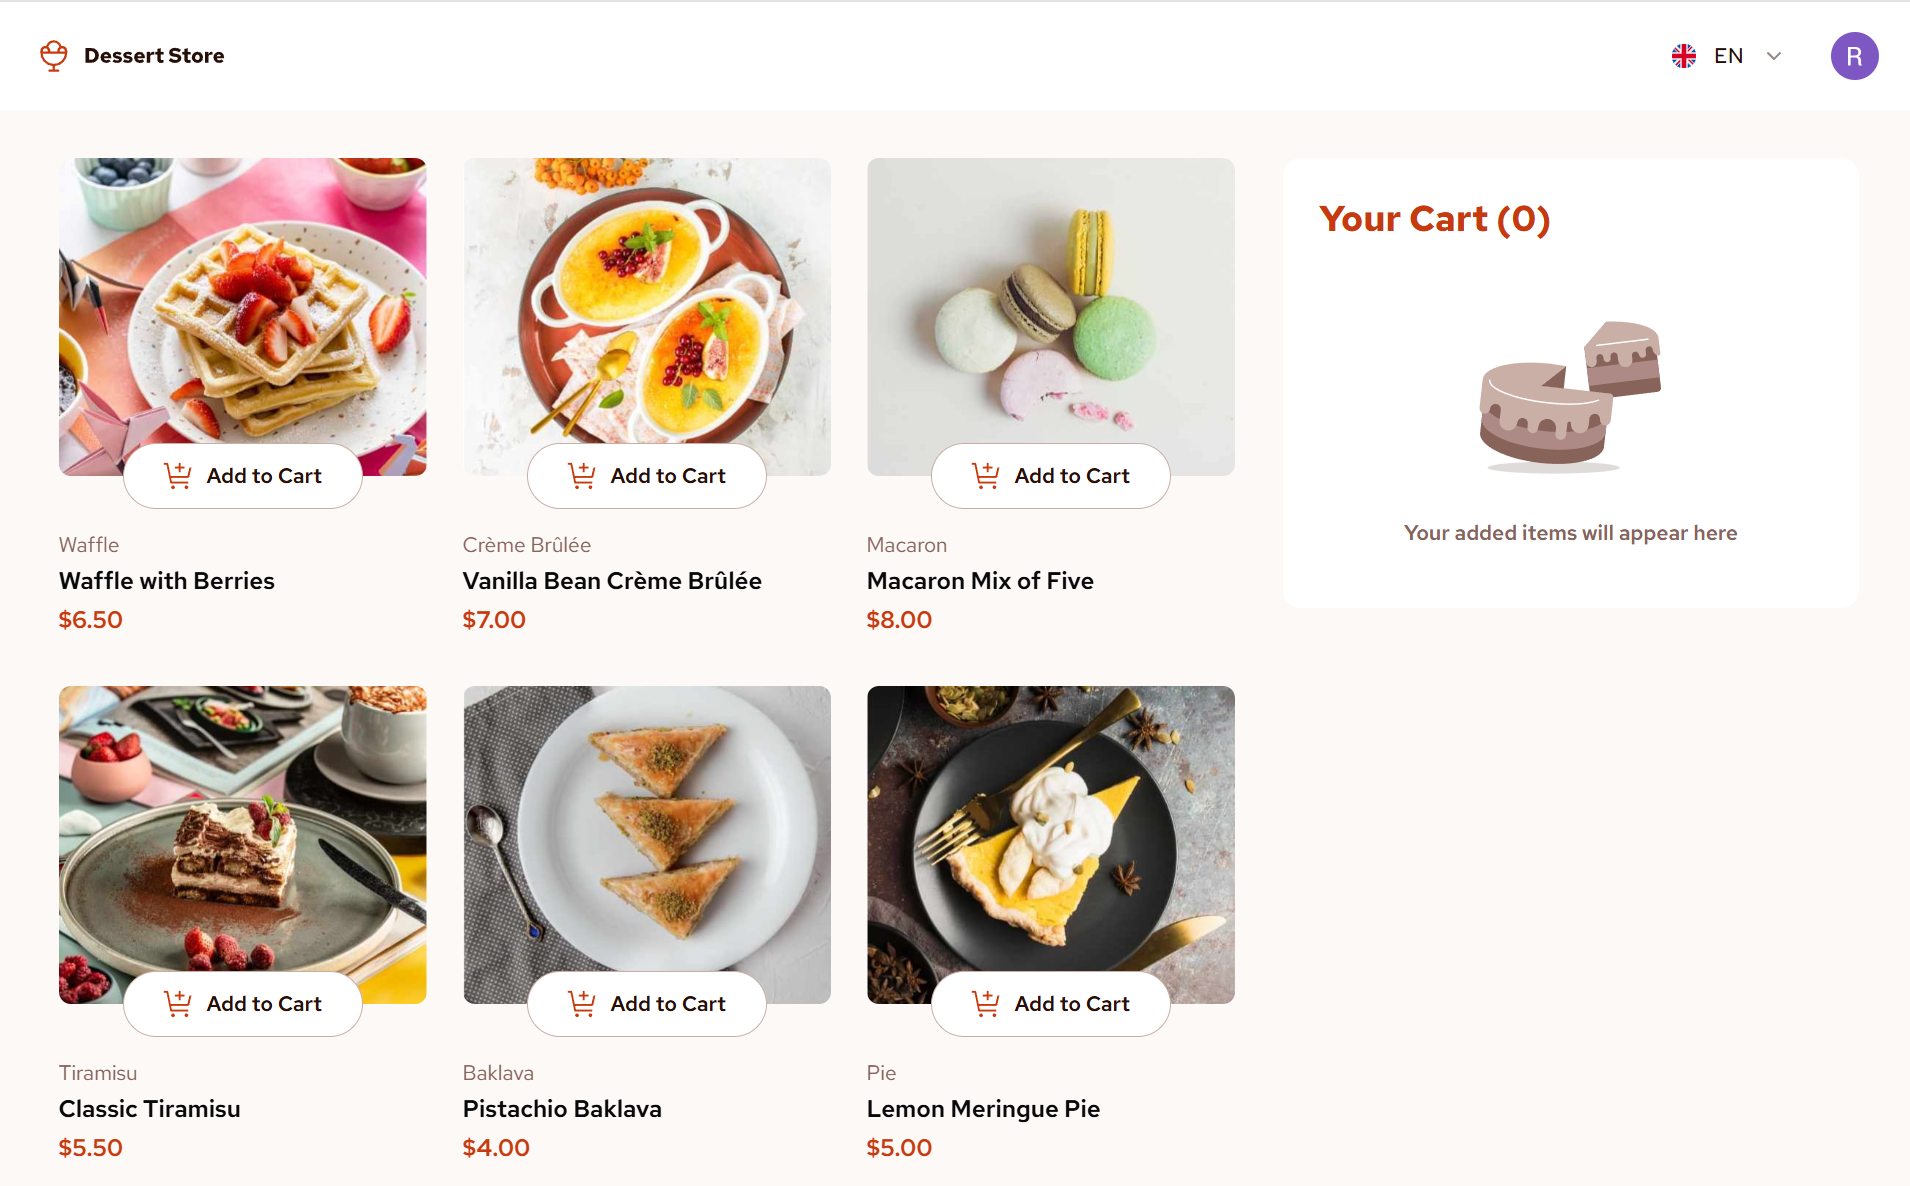 Dessert Store
EN
R
Add to Cart
Add to Cart
Add to Cart
Waffle
Crème Brûlée
Macaron
Waffle with Berries
Vanilla Bean Crème Brûlée
Macaron Mix of Five
$6.50
$7.00
$8.00
Your Cart (0)
Your added items will appear here
Add to Cart
Add to Cart
Add to Cart
Tiramisu
Baklava
Pie
Classic Tiramisu
Pistachio Baklava
Lemon Meringue Pie
$5.50
$4.00
$5.00